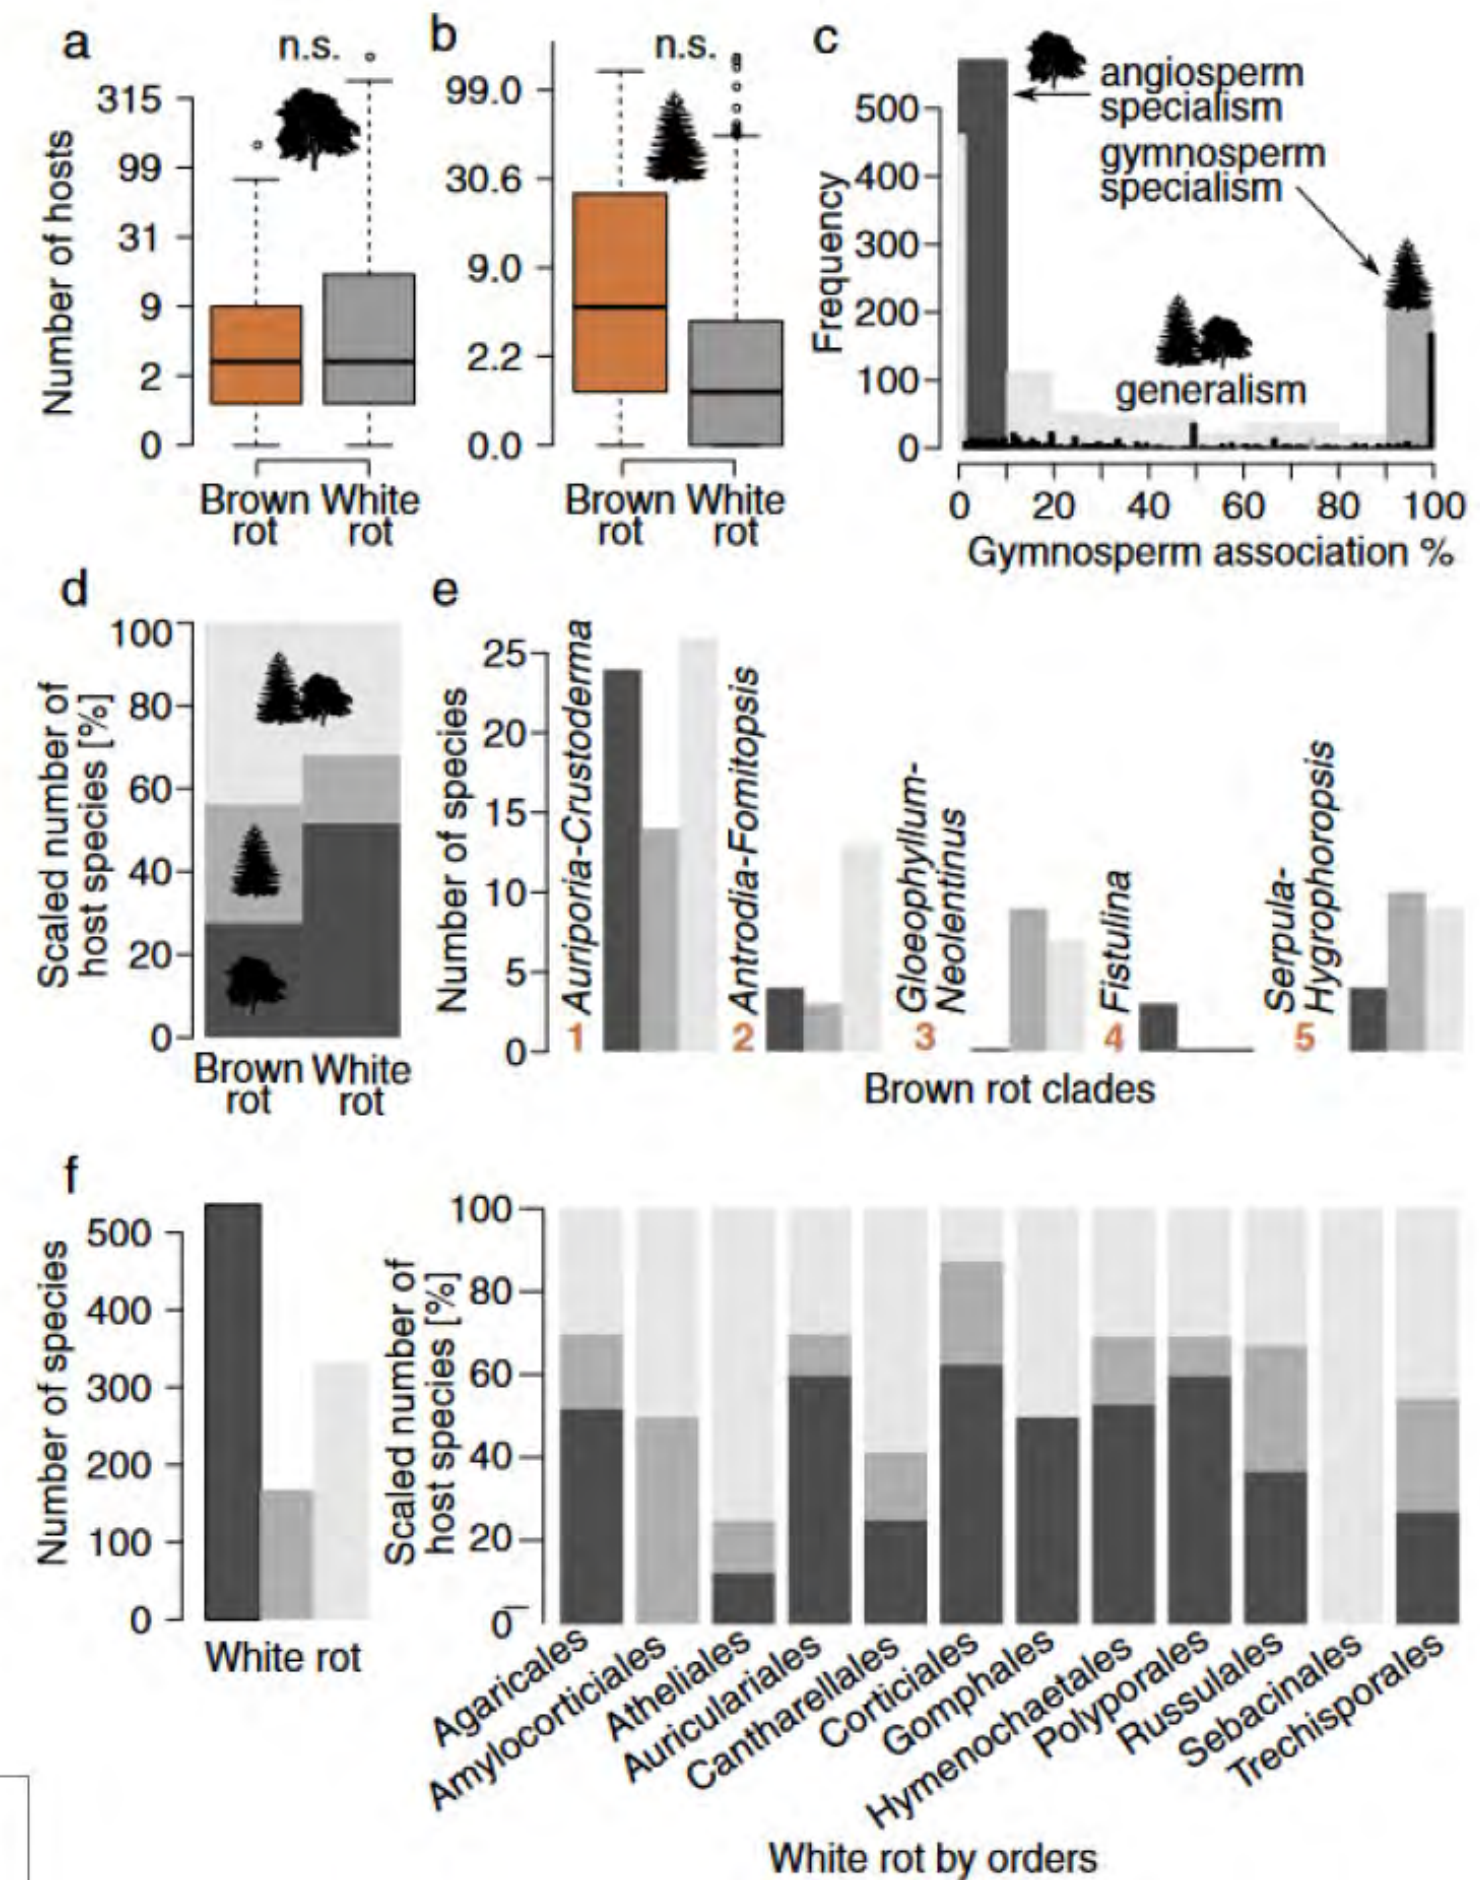 a
n.s.
Number of hosts
315
99
31
9
2
0
Brown rot
White rot
b
n.s.
99.0
30.6
9.0
2.2
0.0
Brown rot
White rot
c
angiosperm
specialism
gymnosperm
specialism
generalism
Frequency
500
400
300
200
100
0
0 20 40 60 80 100
Gymnosperm association %
d
Scaled number of
host species [%]
100
80
60
40
20
0
Brown rot
White rot
e
Number of species
25
20
15
10
5
0
1 Auriporia-Crustoderma
2 Antrodia-Fomitopsis
3 Gloeophyllum-
Neolentinus
4 Fistulina
5 Serpula-
Hygrophoropsis
Brown rot clades
f
Number of species
500
400
300
200
100
0
White rot
Scaled number of
host species [%]
100
80
60
40
20
0
Agaricales
Amylocorticiales
Atheliales
Auriculariales
Cantharellales
Corticiales
Gomphales
Hymenochaetales
Polyporales
Russulales
Sebacinales
Trechisporales
White rot by orders